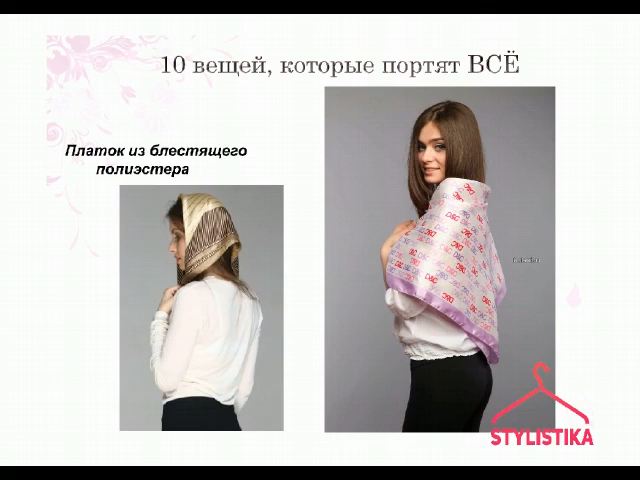 10 вещей, которые портят ВСЁ
Платок из блестящего
полиэстера
STYLISTIKA